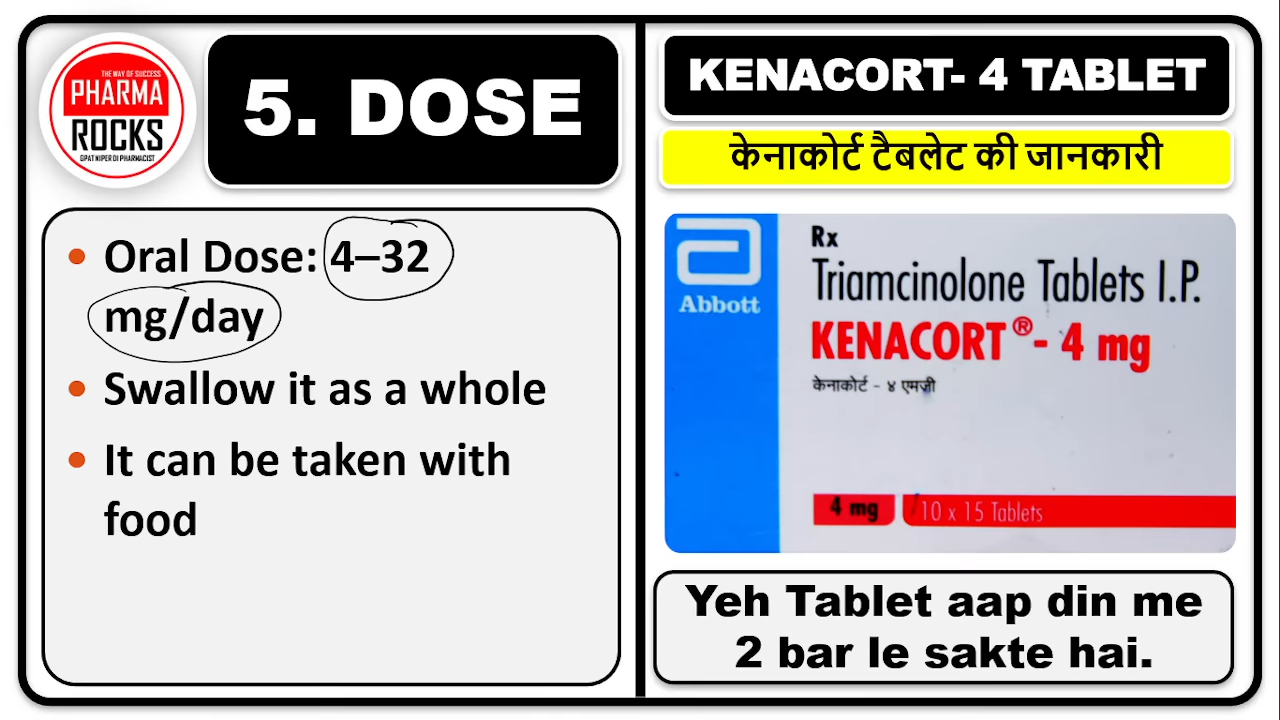 THE WAY OF SUCCESS
PHARMA
ROCKS
GPAT NIPER DI PHARMACIST
5. DOSE
• Oral Dose: 4–32
mg/day
• Swallow it as a whole
• It can be taken with
food
KENACORT- 4 TABLET
केनाकोर्ट टैबलेट की जानकारी
Abbott
Rx
Triamcinolone Tablets I.P.
KENACORT®- 4 mg
केनाकोर्ट - ४ एमजी
4 mg
10 x 15 Tablets
Yeh Tablet aap din me
2 bar le sakte hai.